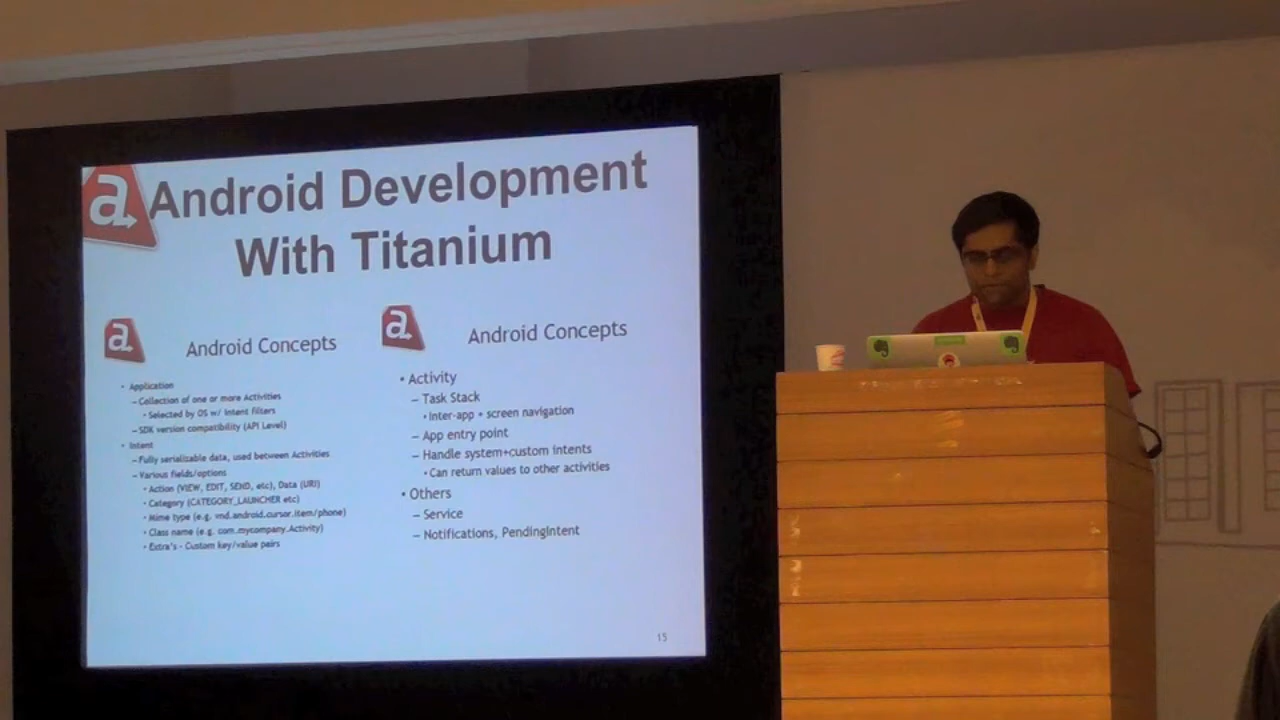 a
Android Development
With Titanium
a
Android Concepts
• Application
– Collection of one or more Activities
• Selected by OS w/ Intent filters
– SDK version compatibility (API Level)
• Intent
– Fully serializable data, used between Activities
– Various fields/options
• Action (VIEW, EDIT, SEND, etc), Data (URI)
• Category (CATEGORY_LAUNCHER etc)
• Mime type (e.g. vnd.android.cursor.item/phone)
• Class name (e.g. com.mycompany.Activity)
• Extra's - Custom key/value pairs
a
Android Concepts
• Activity
– Task Stack
• Inter-app + screen navigation
– App entry point
– Handle system+custom intents
• Can return values to other activities
• Others
– Service
– Notifications, PendingIntent
15